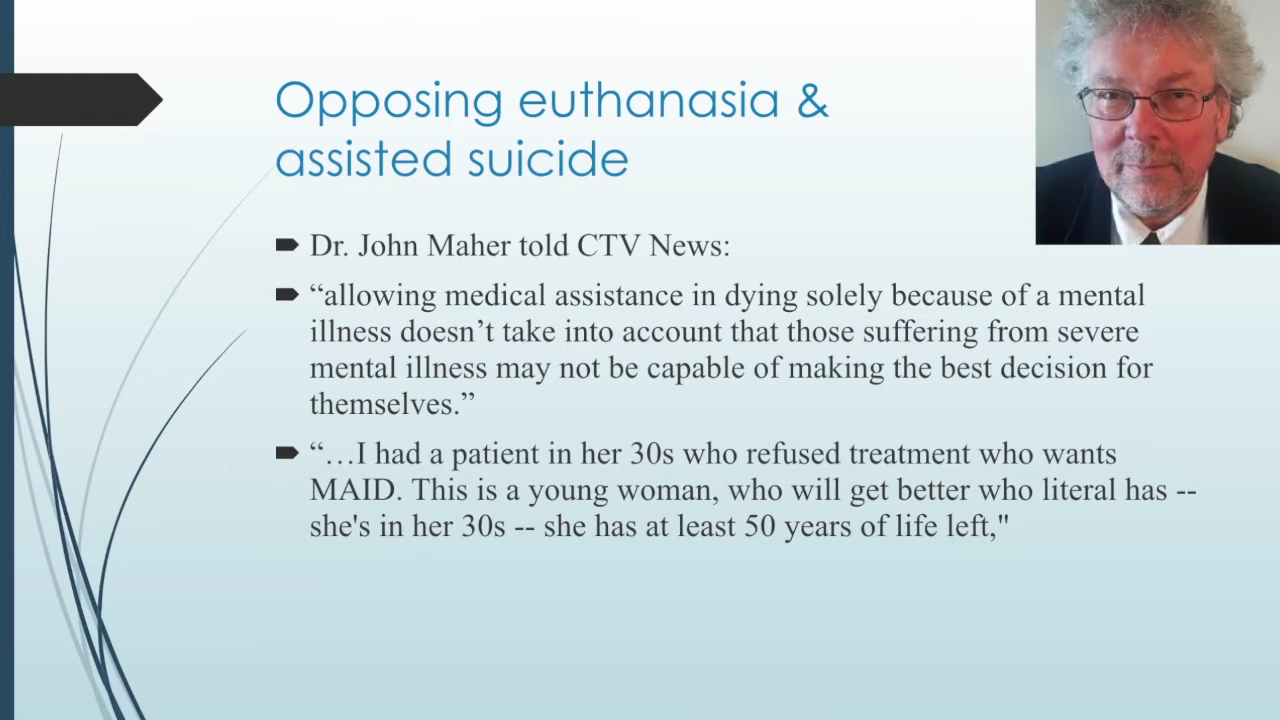 Opposing euthanasia &
assisted suicide
Dr. John Maher told CTV News:
“allowing medical assistance in dying solely because of a mental
illness doesn’t take into account that those suffering from severe
mental illness may not be capable of making the best decision for
themselves.”
“…I had a patient in her 30s who refused treatment who wants
MAID. This is a young woman, who will get better who literal has --
she's in her 30s -- she has at least 50 years of life left,"